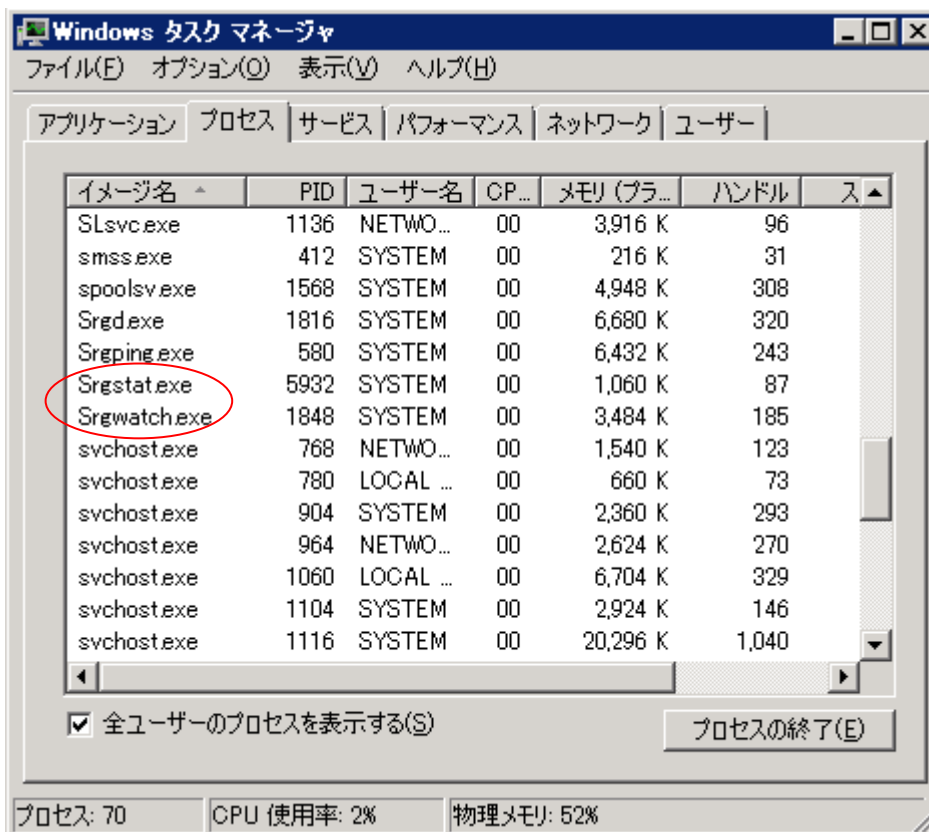 Windows タスク マネージャ
ファイル(F) オプション(O) 表示(V) ヘルプ(H)
アプリケーション プロセス サービス パフォーマンス ネットワーク ユーザー
イメージ名 PID ユーザー名 CP... メモリ (プラ... ハンドル ス
SLsvc.exe 1136 NETWO... 00 3,916 K 96
smss.exe 412 SYSTEM 00 216 K 31
spoolsv.exe 1568 SYSTEM 00 4,948 K 308
Srgd.exe 1816 SYSTEM 00 6,680 K 320
Srgping.exe 580 SYSTEM 00 6,432 K 243
Srgstat.exe 5932 SYSTEM 00 1,060 K 87
Srgwatch.exe 1848 SYSTEM 00 3,484 K 185
svchost.exe 768 NETWO... 00 1,540 K 123
svchost.exe 780 LOCAL ... 00 660 K 73
svchost.exe 904 SYSTEM 00 2,360 K 293
svchost.exe 964 NETWO... 00 2,624 K 270
svchost.exe 1060 LOCAL ... 00 6,704 K 329
svchost.exe 1104 SYSTEM 00 2,924 K 146
svchost.exe 1116 SYSTEM 00 20,296 K 1,040
全ユーザーのプロセスを表示する(S) プロセスの終了(E)
プロセス: 70 CPU 使用率: 2% 物理メモリ: 52%